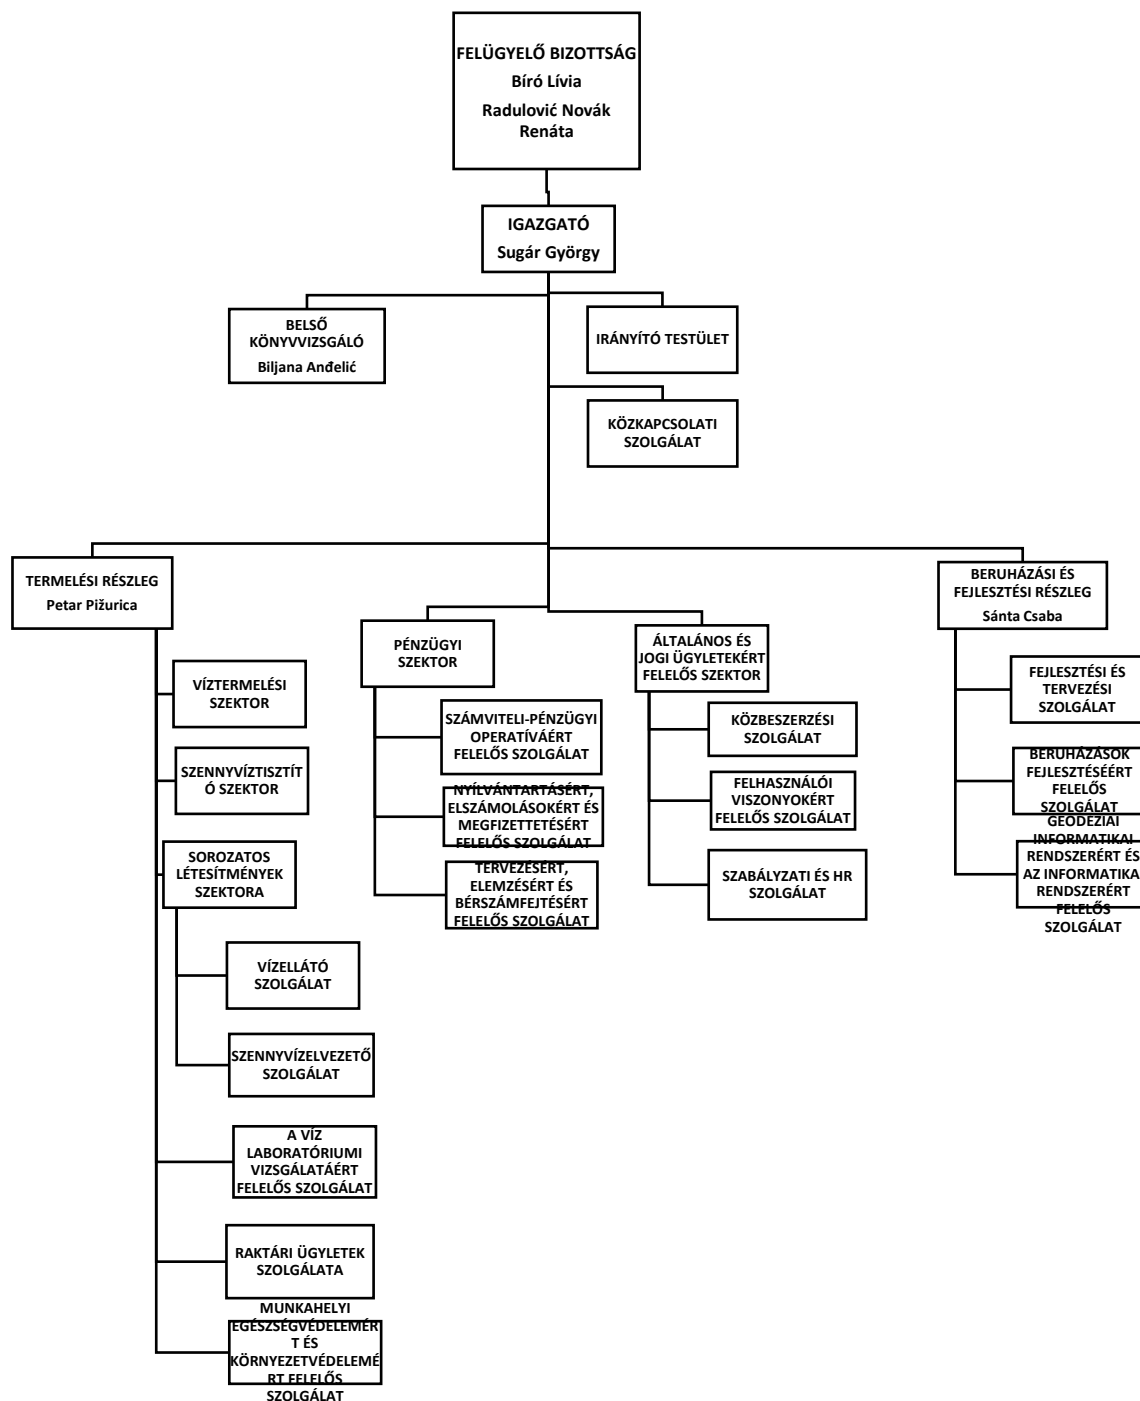 FELÜGYELŐ BIZOTTSÁG
Bíró Lívia
Radulović Novák
Renáta
IGAZGATÓ
Sugár György
BELSŐ
KÖNYVVIZSGÁLÓ
Biljana Anđelić
IRÁNYÍTÓ TESTÜLET
KÖZKAPCSOLATI
SZOLGÁLAT
TERMELÉSI RÉSZLEG
Petar Pižurica
VÍZTERMELÉSI
SZEKTOR
SZENNYVÍZTISZTÍT
Ó SZEKTOR
SOROZATOS
LÉTESÍTMÉNYEK
SZEKTORA
VÍZELLÁTÓ
SZOLGÁLAT
SZENNYVÍZELVEZETŐ
SZOLGÁLAT
A VÍZ
LABORATÓRIUMI
VIZSGÁLATÁÉRT
FELELŐS SZOLGÁLAT
RAKTÁRI ÜGYLETEK
SZOLGÁLATA
MUNKAHELYI
EGÉSZSÉGVÉDELEMÉR
T ÉS
KÖRNYEZETVÉDELEMÉ
RT FELELŐS
SZOLGÁLAT
PÉNZÜGYI
SZEKTOR
SZÁMVITELI-PÉNZÜGYI
OPERATÍVÁÉRT
FELELŐS SZOLGÁLAT
NYÍLVÁNTARTÁSÉRT,
ELSZÁMOLÁSOKÉRT ÉS
MEGFIZETTETÉSÉRT
FELELŐS SZOLGÁLAT
TERVEZÉSÉRT,
ELEMZÉSÉRT ÉS
BÉRSZÁMFEJTÉSÉRT
FELELŐS SZOLGÁLAT
ÁLTALÁNOS ÉS
JOGI ÜGYLETEKÉRT
FELELŐS SZEKTOR
KÖZBESZERZÉSI
SZOLGÁLAT
FELHASZNÁLÓI
VISZONYOKÉRT
FELELŐS SZOLGÁLAT
SZABÁLYZATI ÉS HR
SZOLGÁLAT
BERUHÁZÁSI ÉS
FEJLESZTÉSI RÉSZLEG
Sánta Csaba
FEJLESZTÉSI ÉS
TERVEZÉSI
SZOLGÁLAT
BERUHÁZÁSOK
FEJLESZTÉSÉÉRT
FELELŐS
SZOLGÁLAT
GEODÉZIAI
INFORMATIKAI
RENDSZERÉRT ÉS
AZ INFORMATIKAI
RENDSZERÉRT
FELELŐS
SZOLGÁLAT